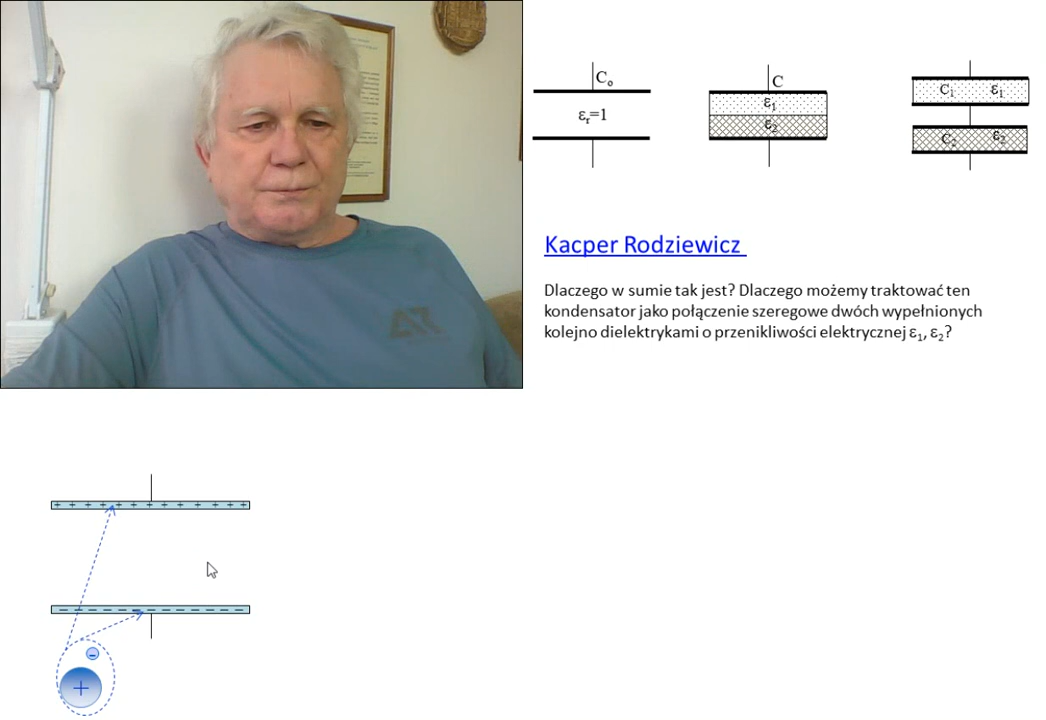 C₀
εᵣ=1
C
ε₁
ε₂
C₁ ε₁
C₂ ε₂
Kacper Rodziewicz
Dlaczego w sumie tak jest? Dlaczego możemy traktować ten
kondensator jako połączenie szeregowe dwóch wypełnionych
kolejno dielektrykami o przenikliwości elektrycznej ε₁, ε₂?
+ + + + + + + + + + + +
− − − − − − − − − − − −
−
+